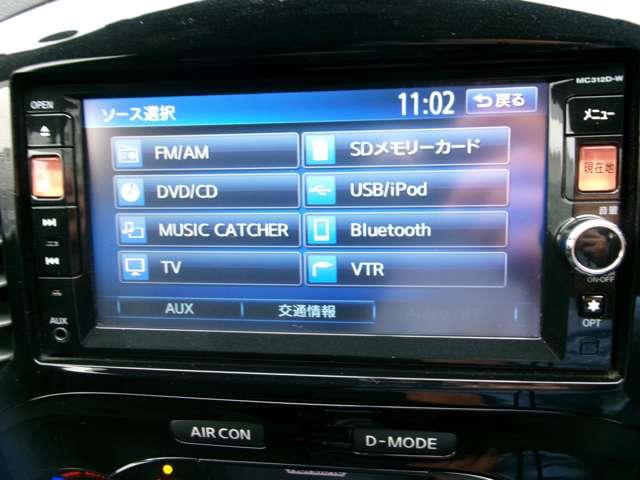 MC312D-W
OPEN
ソース選択
11:02
戻る
メニュー
FM/AM
SDメモリーカード
現在地
DVD/CD
USB/iPod
音量
MUSIC CATCHER
Bluetooth
TV
VTR
ON·OFF
AUX
交通情報
AUX
OPT
AIR CON
D-MODE